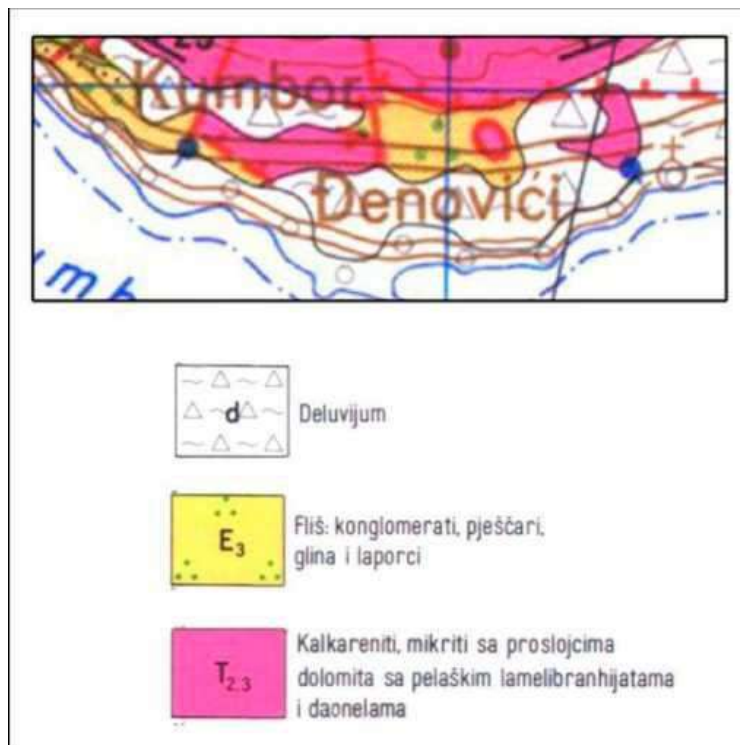 25
Kumbor
Đenovići
m b
d
Deluvijum
E3
Fliš: konglomerati, pješčari,
glina i laporci
T2,3
Kalkareniti, mikriti sa proslojcima
dolomita sa pelaškim lamelibranhijatama
i daonelama